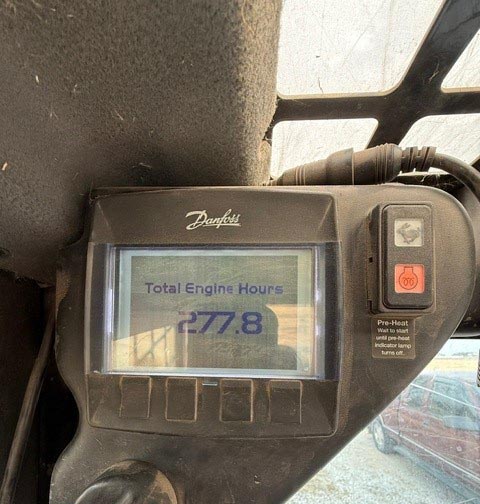 Danfoss
Total Engine Hours
277.8
Pre-Heat
Wait to start
until pre-heat
indicator lamp
turns off.